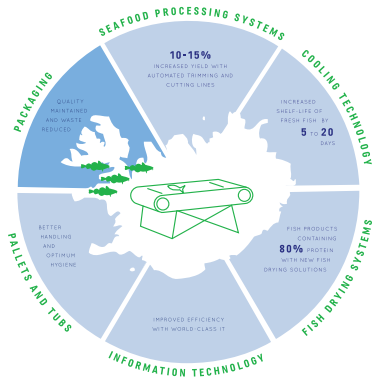 SEAFOOD PROCESSING SYSTEMS
10-15%
INCREASED YIELD WITH
AUTOMATED TRIMMING AND
CUTTING LINES
COOLING TECHNOLOGY
INCREASED
SHELF-LIFE OF
FRESH FISH BY
5 TO 20
DAYS
FISH DRYING SYSTEMS
FISH PRODUCTS
CONTAINING
80% PROTEIN
WITH NEW FISH
DRYING SOLUTIONS
INFORMATION TECHNOLOGY
IMPROVED EFFICIENCY
WITH WORLD-CLASS IT
PALLETS AND TUBS
BETTER
HANDLING
AND
OPTIMUM
HYGIENE
PACKAGING
QUALITY
MAINTAINED
AND WASTE
REDUCED